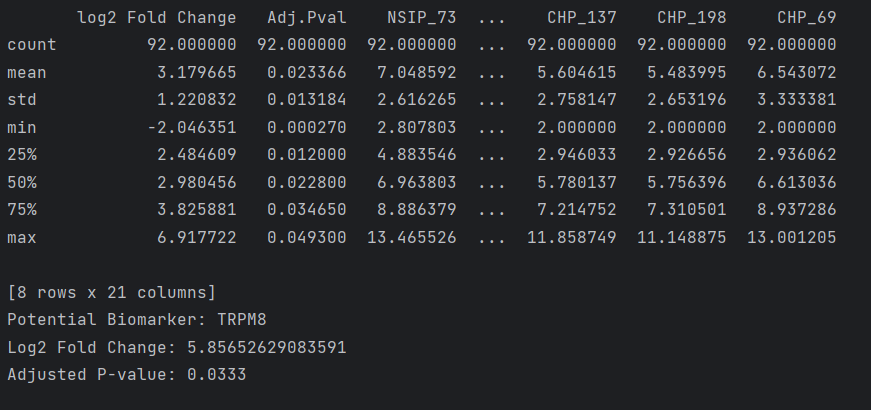 log2 Fold Change Adj.Pval NSIP_73 ... CHP_137 CHP_198 CHP_69
count 92.000000 92.000000 92.000000 ... 92.000000 92.000000 92.000000
mean 3.179665 0.023366 7.048592 ... 5.604615 5.483995 6.543072
std 1.220832 0.013184 2.616265 ... 2.758147 2.653196 3.333381
min -2.046351 0.000270 2.807803 ... 2.000000 2.000000 2.000000
25% 2.484609 0.012000 4.883546 ... 2.946033 2.926656 2.936062
50% 2.980456 0.022800 6.963803 ... 5.780137 5.756396 6.613036
75% 3.825881 0.034650 8.886379 ... 7.214752 7.310501 8.937286
max 6.917722 0.049300 13.465526 ... 11.858749 11.148875 13.001205
[8 rows x 21 columns]
Potential Biomarker: TRPM8
Log2 Fold Change: 5.85652629083591
Adjusted P-value: 0.0333